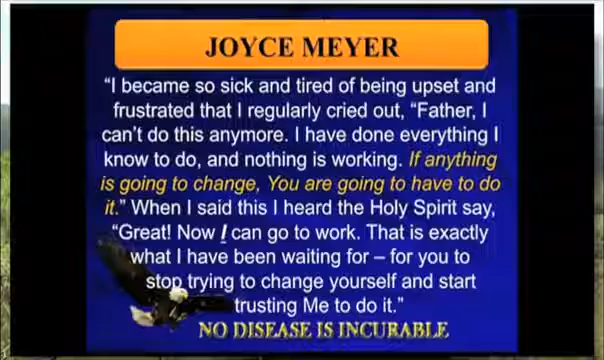 JOYCE MEYER
“I became so sick and tired of being upset and
frustrated that I regularly cried out, “Father, I
can’t do this anymore. I have done everything I
know to do, and nothing is working. If anything
is going to change, You are going to have to do
it.” When I said this I heard the Holy Spirit say,
“Great! Now I can go to work. That is exactly
what I have been waiting for – for you to
stop trying to change yourself and start
trusting Me to do it.”
NO DISEASE IS INCURABLE